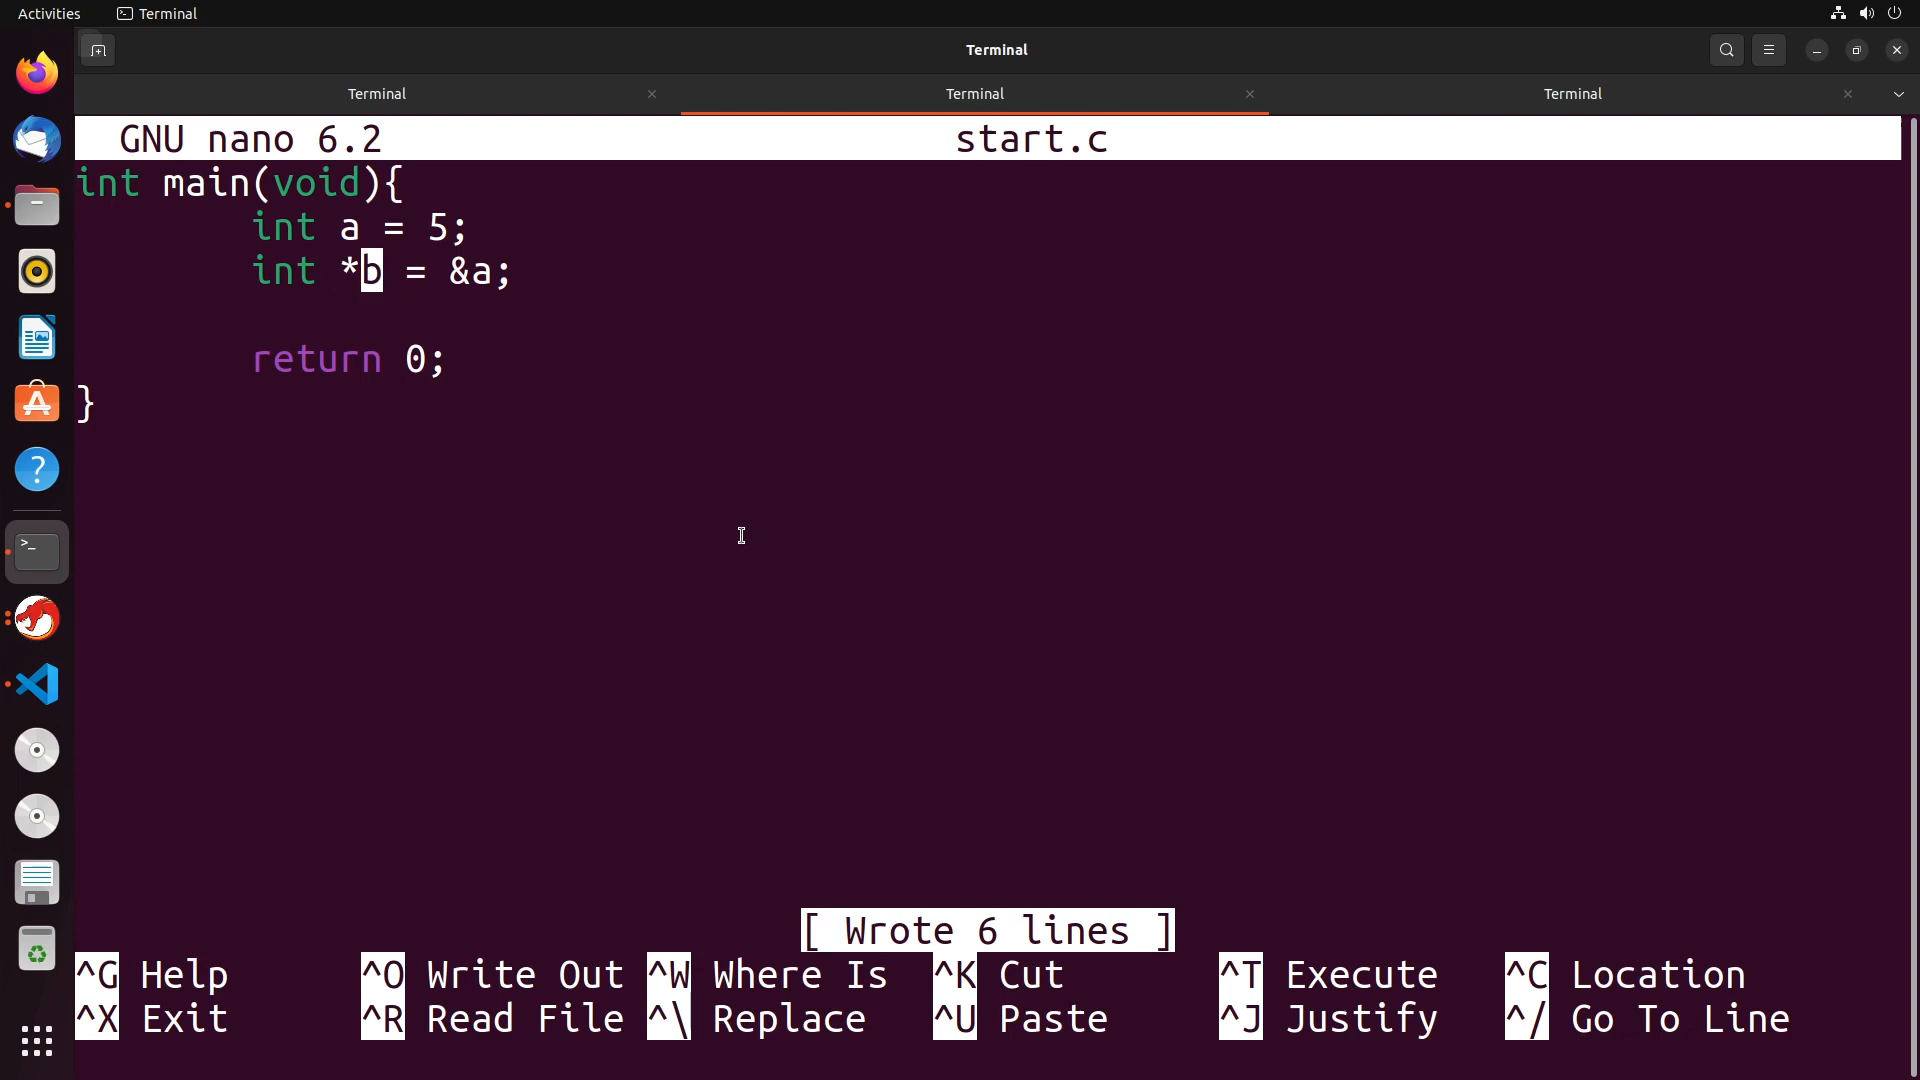 Activities Terminal
Terminal
Terminal Terminal Terminal
GNU nano 6.2 start.c
int main(void){
int a = 5;
int *b = &a;
return 0;
}
[ Wrote 6 lines ]
^G Help ^O Write Out ^W Where Is ^K Cut ^T Execute ^C Location
^X Exit ^R Read File ^\ Replace ^U Paste ^J Justify ^/ Go To Line